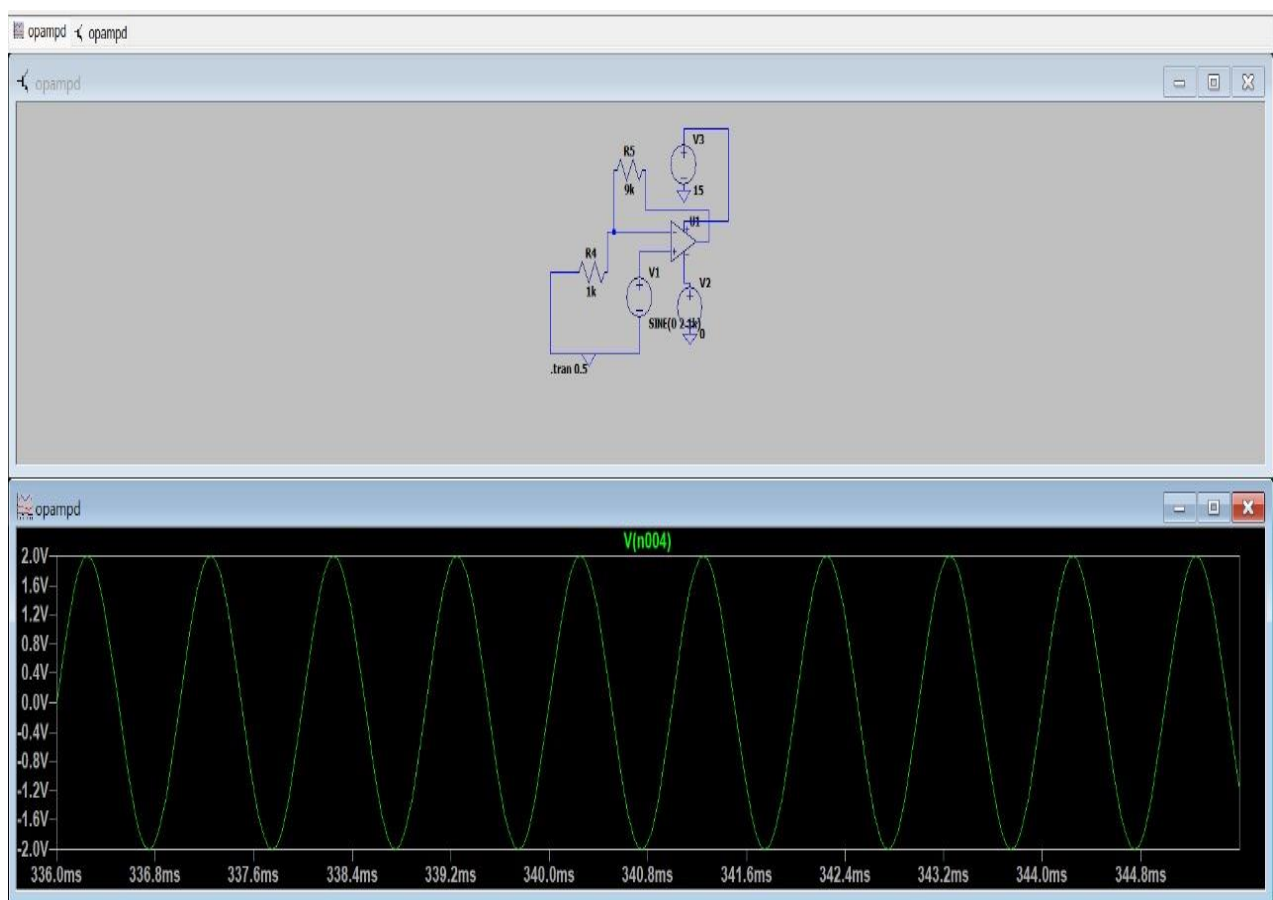 opampd opampd
opampd
V3
R5
9k
15
U1
R4
1k
V1
V2
SINE(0 2 1k)
0
.tran 0.5
opampd
V(n004)
2.0V
1.6V
1.2V
0.8V
0.4V
0.0V
-0.4V
-0.8V
-1.2V
-1.6V
-2.0V
336.0ms 336.8ms 337.6ms 338.4ms 339.2ms 340.0ms 340.8ms 341.6ms 342.4ms 343.2ms 344.0ms 344.8ms